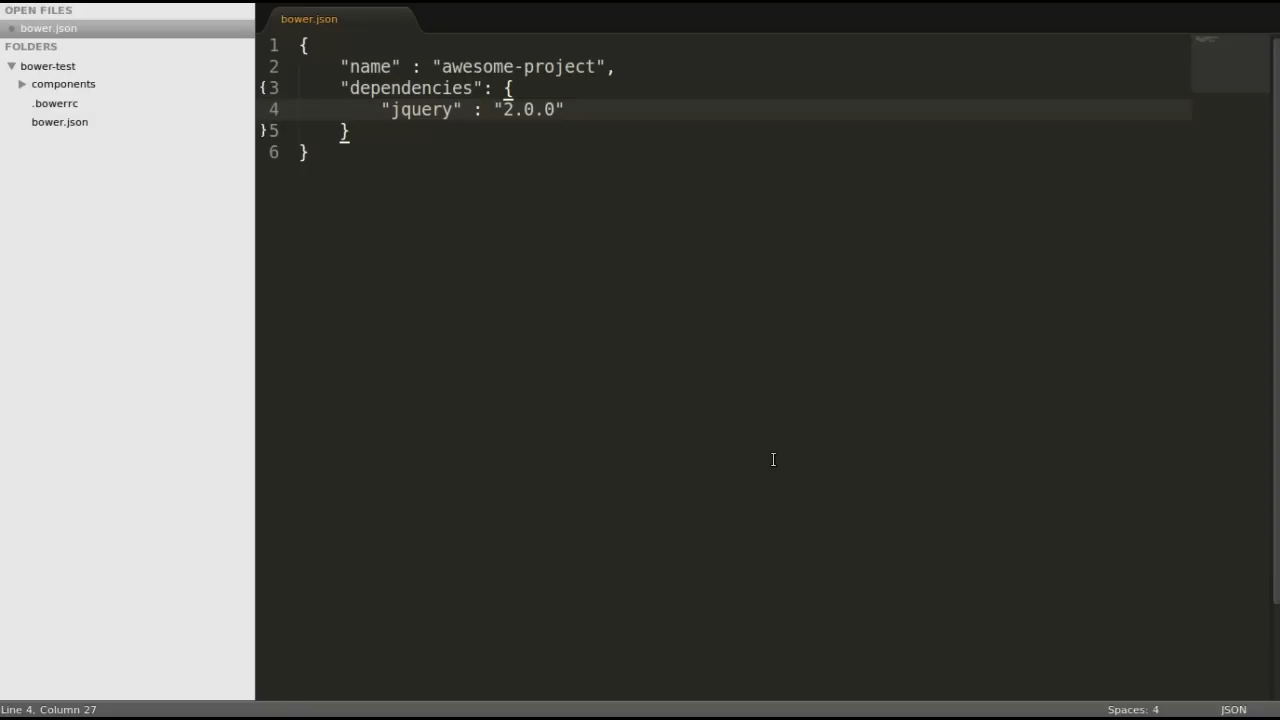 OPEN FILES
bower.json
FOLDERS
bower-test
components
.bowerrc
bower.json
bower.json
1 {
2 "name" : "awesome-project",
{3 "dependencies": {
4 "jquery" : "2.0.0"
}5 }
6 }
Line 4, Column 27
Spaces: 4
JSON